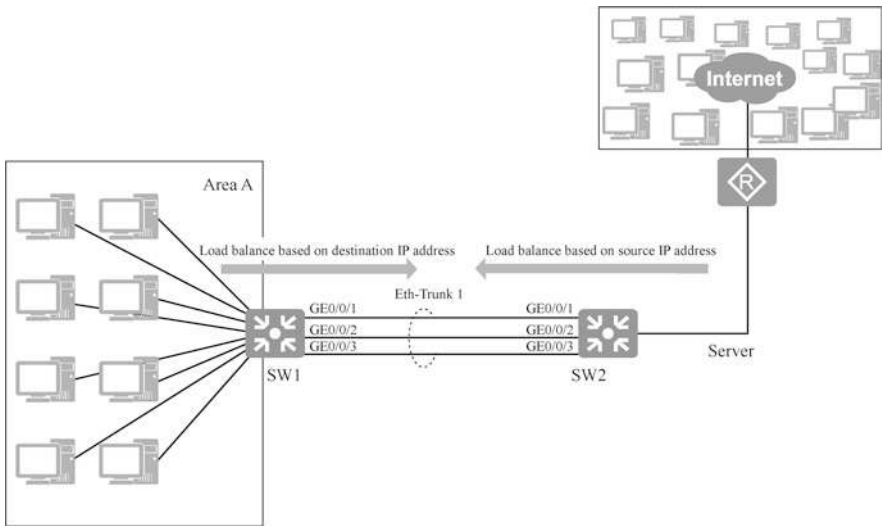 Internet
R
Area A
Load balance based on destination IP address
Load balance based on source IP address
Eth-Trunk 1
GE0/0/1
GE0/0/1
GE0/0/2
GE0/0/2
GE0/0/3
GE0/0/3
SW1
SW2
Server